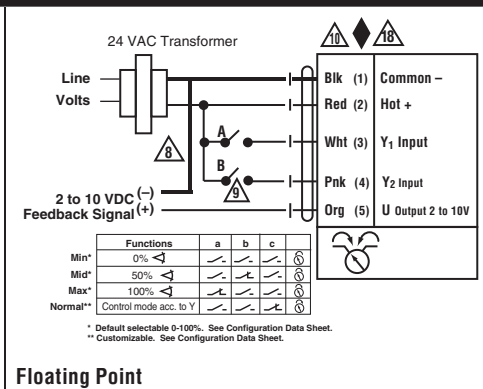 24 VAC Transformer
Line
Volts
10
18
Blk (1) Common –
Red (2) Hot +
A
Wht (3) Y1 Input
8
B
9
Pnk (4) Y2 Input
2 to 10 VDC (–)
Feedback Signal (+)
Org (5) U Output 2 to 10V
Functions a b c
Min* 0%
Mid* 50%
Max* 100%
Normal** Control mode acc. to Y
* Default selectable 0-100%. See Configuration Data Sheet.
** Customizable. See Configuration Data Sheet.
Floating Point